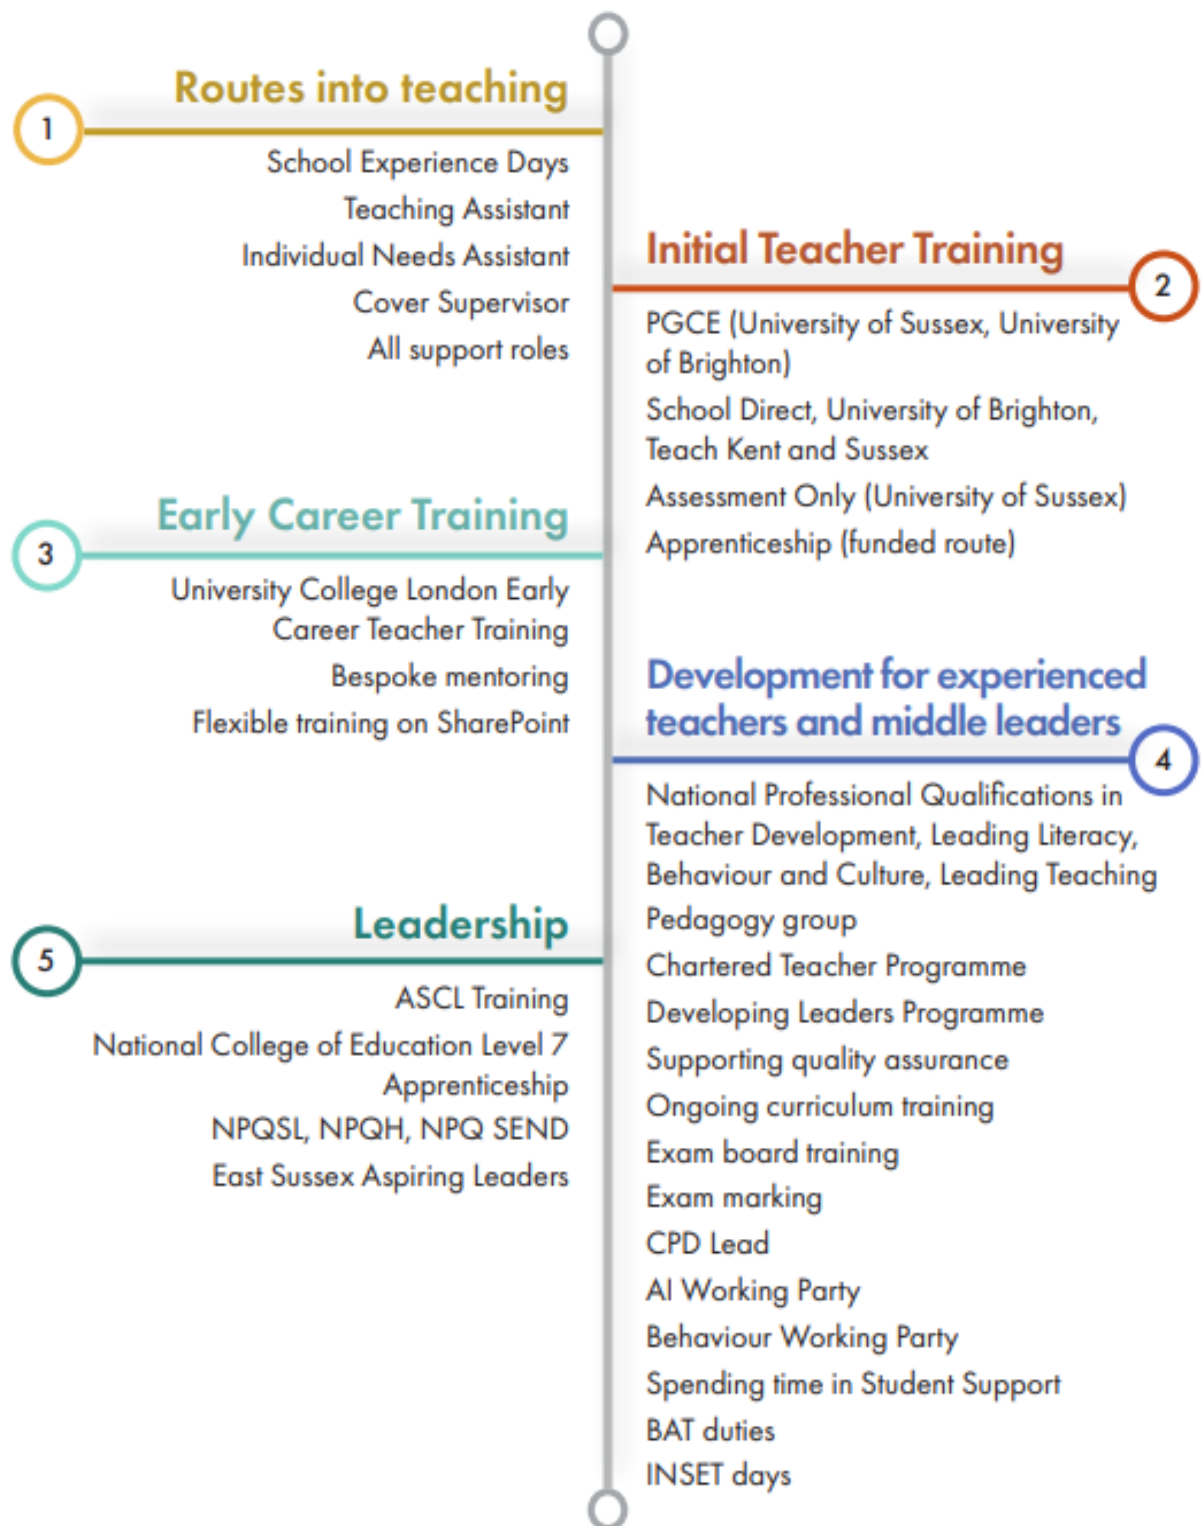 Routes into teaching
1
School Experience Days
Teaching Assistant
Individual Needs Assistant
Cover Supervisor
All support roles
Initial Teacher Training
2
PGCE (University of Sussex, University
of Brighton)
School Direct, University of Brighton,
Teach Kent and Sussex
Assessment Only (University of Sussex)
Apprenticeship (funded route)
Early Career Training
3
University College London Early
Career Teacher Training
Bespoke mentoring
Flexible training on SharePoint
Development for experienced
teachers and middle leaders
4
National Professional Qualifications in
Teacher Development, Leading Literacy,
Behaviour and Culture, Leading Teaching
Pedagogy group
Chartered Teacher Programme
Developing Leaders Programme
Supporting quality assurance
Ongoing curriculum training
Exam board training
Exam marking
CPD Lead
AI Working Party
Behaviour Working Party
Spending time in Student Support
BAT duties
INSET days
Leadership
5
ASCL Training
National College of Education Level 7
Apprenticeship
NPQSL, NPQH, NPQ SEND
East Sussex Aspiring Leaders